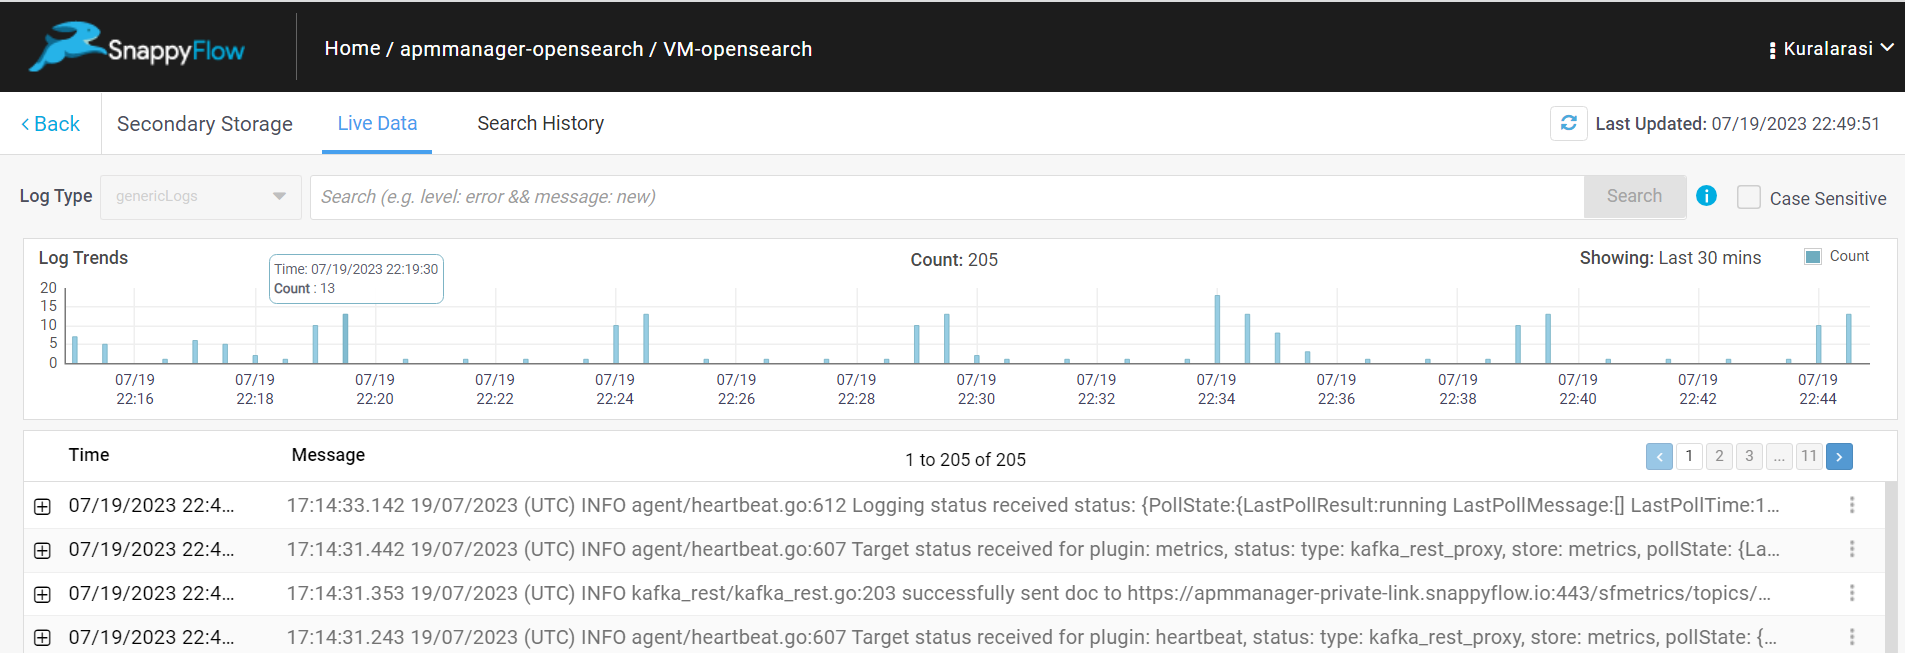 SnappyFlow
Home / apmmanager-opensearch / VM-opensearch
Kuralarasi
Back
Secondary Storage
Live Data
Search History
Last Updated: 07/19/2023 22:49:51
Log Type
genericLogs
Search (e.g. level: error && message: new)
Search
Case Sensitive
Log Trends
Count: 205
Showing: Last 30 mins
Count
Time: 07/19/2023 22:19:30
Count : 13
20
15
10
5
0
07/19 22:16
07/19 22:18
07/19 22:20
07/19 22:22
07/19 22:24
07/19 22:26
07/19 22:28
07/19 22:30
07/19 22:32
07/19 22:34
07/19 22:36
07/19 22:38
07/19 22:40
07/19 22:42
07/19 22:44
Time Message 1 to 205 of 205 < 1 2 3 ... 11 >
07/19/2023 22:4... 17:14:33.142 19/07/2023 (UTC) INFO agent/heartbeat.go:612 Logging status received status: {PollState:{LastPollResult:running LastPollMessage:[] LastPollTime:1...
07/19/2023 22:4... 17:14:31.442 19/07/2023 (UTC) INFO agent/heartbeat.go:607 Target status received for plugin: metrics, status: type: kafka_rest_proxy, store: metrics, pollState: {La...
07/19/2023 22:4... 17:14:31.353 19/07/2023 (UTC) INFO kafka_rest/kafka_rest.go:203 successfully sent doc to https://apmmanager-private-link.snappyflow.io:443/sfmetrics/topics/...
07/19/2023 22:4... 17:14:31.243 19/07/2023 (UTC) INFO agent/heartbeat.go:607 Target status received for plugin: heartbeat, status: type: kafka_rest_proxy, store: metrics, pollState: {...